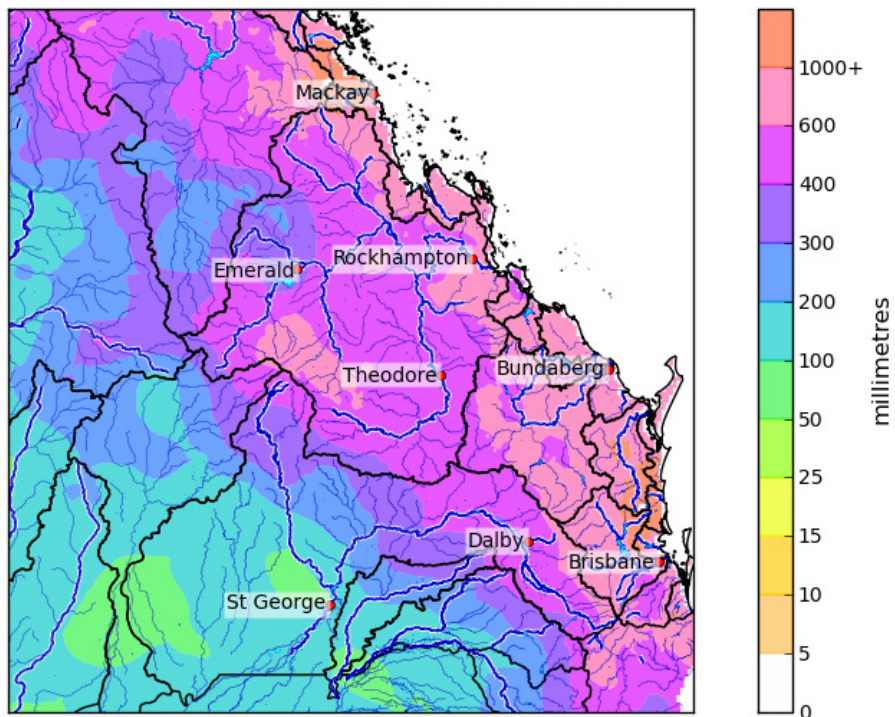 Mackay
Rockhampton
Emerald
Theodore
Bundaberg
Dalby
Brisbane
St George
1000+
600
400
300
200
100
50
25
15
10
5
0
millimetres